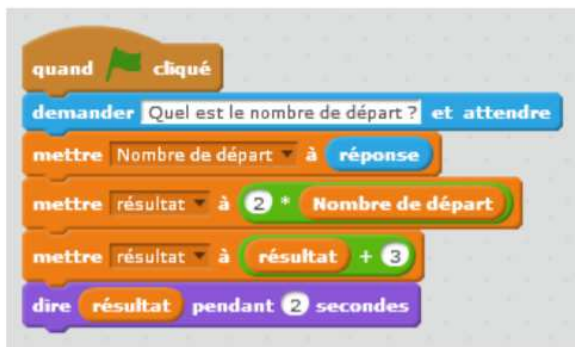 quand cliqué
demander Quel est le nombre de départ ? et attendre
mettre Nombre de départ à réponse
mettre résultat à 2 * Nombre de départ
mettre résultat à résultat + 3
dire résultat pendant 2 secondes